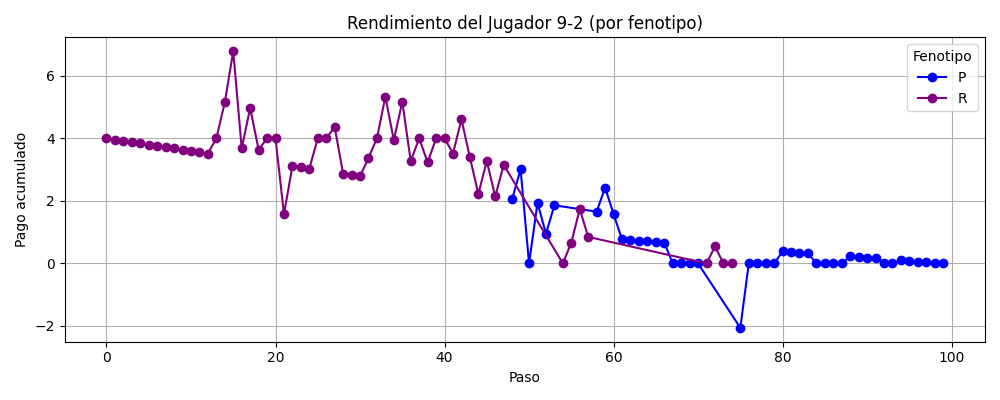 Rendimiento del Jugador 9-2 (por fenotipo)
Fenotipo
P
R
Pago acumulado
6
4
2
0
−2
0 20 40 60 80 100
Paso